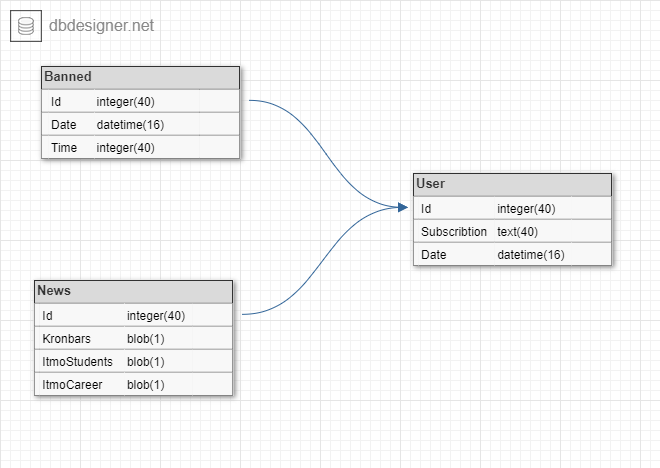 dbdesigner.net
Banned
Id integer(40)
Date datetime(16)
Time integer(40)
User
Id integer(40)
Subscribtion text(40)
Date datetime(16)
News
Id integer(40)
Kronbars blob(1)
ItmoStudents blob(1)
ItmoCareer blob(1)